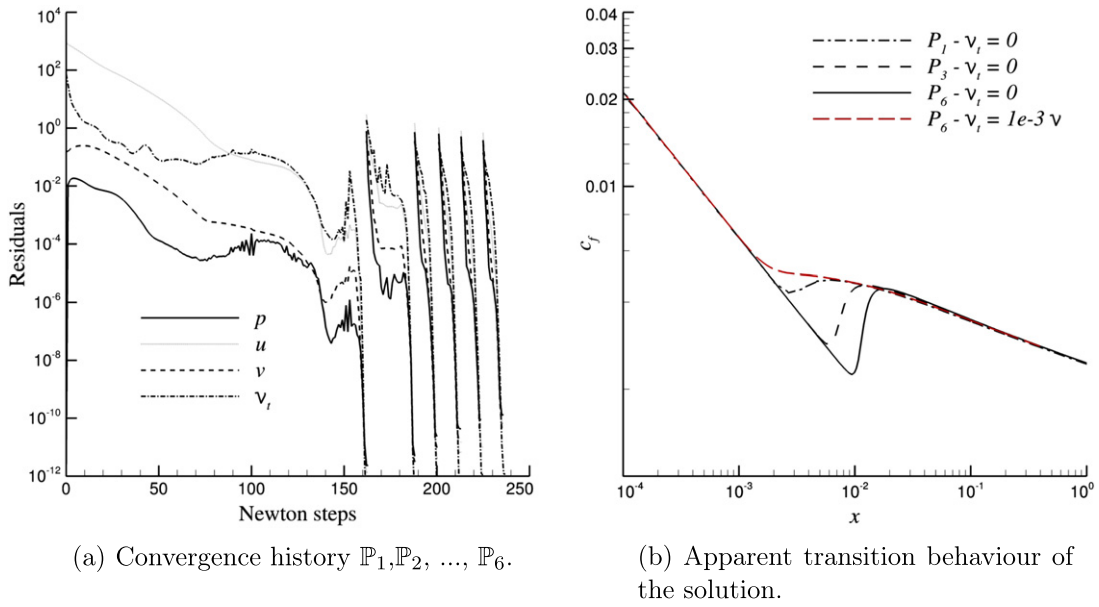 10^4
10^2
10^0
10^-2
10^-4
10^-6
10^-8
10^-10
10^-12
Residuals
p
u
v
ν_t
0 50 100 150 200 250
Newton steps
(a) Convergence history ℙ_1,ℙ_2, ..., ℙ_6.
0.04
0.03
0.02
0.01
c_f
P_1 - ν_t = 0
P_3 - ν_t = 0
P_6 - ν_t = 0
P_6 - ν_t = 1e-3 ν
10^-4 10^-3 10^-2 10^-1 10^0
x
(b) Apparent transition behaviour of
the solution.